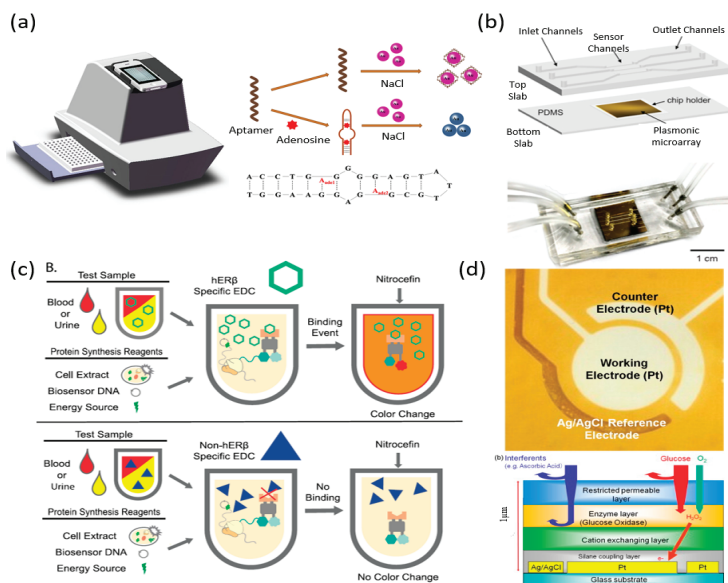 (a)
NaCl
Aptamer
Adenosine
NaCl
A C C T G
G G G A G T A
T
T
T G G A A G G
G C G T G
(b)
Inlet Channels
Sensor
Channels
Outlet Channels
Top
Slab
PDMS
chip holder
Bottom
Slab
Plasmonic
microarray
1 cm
(c) B.
Test Sample
Blood
or
Urine
hERβ
Specific EDC
Nitrocefin
Binding
Event
Protein Synthesis Reagents
Cell Extract
Biosensor DNA
Energy Source
Color Change
Test Sample
Blood
or
Urine
Non-hERβ
Specific EDC
Nitrocefin
No
Binding
Protein Synthesis Reagents
Cell Extract
Biosensor DNA
Energy Source
No Color Change
(d)
Counter
Electrode (Pt)
Working
Electrode (Pt)
Ag/AgCl Reference
Electrode
(b)
Interferents
(e.g. Ascorbic Acid)
Glucose
O₂
1μm
Restricted permeable
layer
Enzyme layer
(Glucose Oxidase)
H₂O₂
Cation exchanging layer
Silane coupling layer
e-
Ag/AgCl
Pt
Pt
Glass substrate